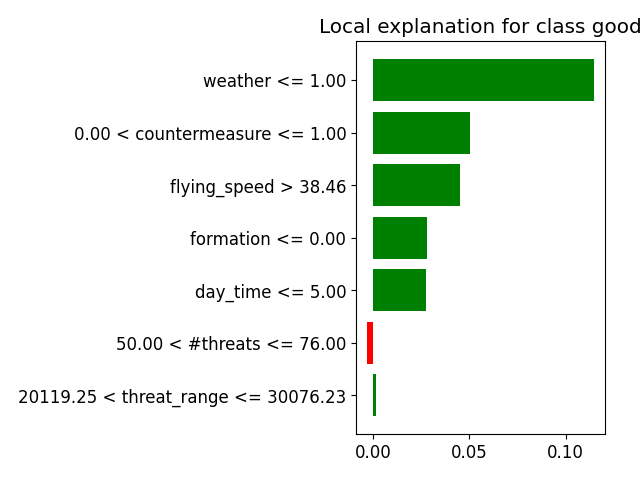 Local explanation for class good
weather <= 1.00
0.00 < countermeasure <= 1.00
flying_speed > 38.46
formation <= 0.00
day_time <= 5.00
50.00 < #threats <= 76.00
20119.25 < threat_range <= 30076.23
0.00 0.05 0.10